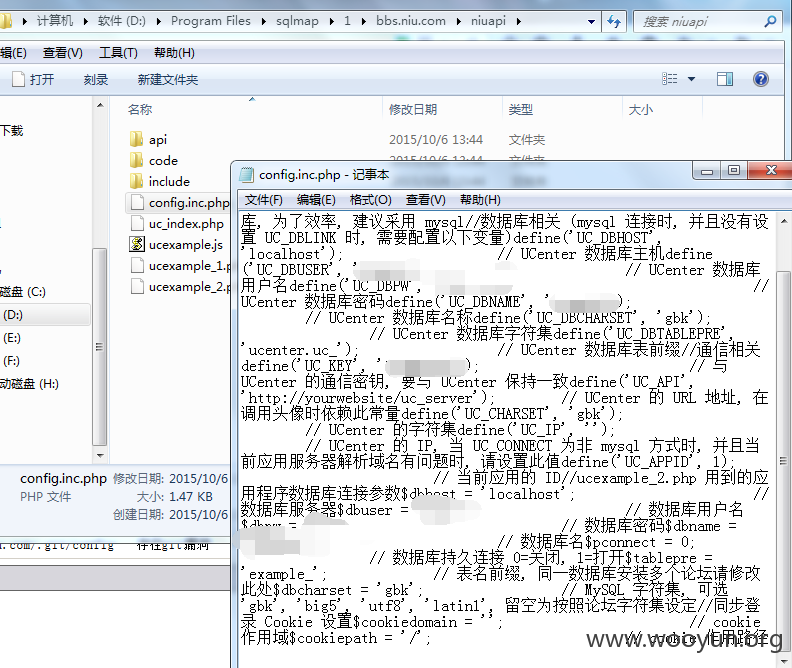 计算机 软件 (D:) Program Files sqlmap 1 bbs.niu.com niuapi 搜索 niuapi
辑(E) 查看(V) 工具(T) 帮助(H)
打开 刻录 新建文件夹
名称 修改日期 类型 大小
下载
api 2015/10/6 13:44 文件夹
code 2015/10/6 13:44 文件夹
include
config.inc.php
uc_index.php
ucexample.js
ucexample_1.p
ucexample_2.p
磁盘 (C:)
(D:)
(E:)
(F:)
动磁盘 (H:)
config.inc.php 修改日期: 2015/10/6
PHP 文件 大小: 1.47 KB
创建日期: 2015/10/6
n.com/.git/config 存在git漏洞
config.inc.php - 记事本
文件(F) 编辑(E) 格式(O) 查看(V) 帮助(H)
库, 为了效率, 建议采用 mysql//数据库相关 (mysql 连接时, 并且没有设
置 UC_DBLINK 时, 需要配置以下变量)define('UC_DBHOST',
'localhost'); // UCenter 数据库主机define
('UC_DBUSER', ' // UCenter 数据库
用户名define('UC_DBPW', //
UCenter 数据库密码define('UC_DBNAME', ' );
// UCenter 数据库名称define('UC_DBCHARSET', 'gbk');
// UCenter 数据库字符集define('UC_DBTABLEPRE',
'ucenter.uc_'); // UCenter 数据库表前缀//通信相关
define('UC_KEY', ' ); // 与
UCenter 的通信密钥, 要与 UCenter 保持一致define('UC_API',
'http://yourwebsite/uc_server'); // UCenter 的 URL 地址, 在
调用头像时依赖此常量define('UC_CHARSET', 'gbk');
// UCenter 的字符集define('UC_IP', '');
// UCenter 的 IP, 当 UC_CONNECT 为非 mysql 方式时, 并且当
前应用服务器解析域名有问题时, 请设置此值define('UC_APPID', 1);
// 当前应用的 ID//ucexample_2.php 用到的应
用程序数据库连接参数$dbhost = 'localhost'; //
数据库服务器$dbuser = // 数据库用户名
$dbpw = // 数据库密码$dbname =
// 数据库名$pconnect = 0;
// 数据库持久连接 0=关闭, 1=打开$tablepre =
'example_'; // 表名前缀, 同一数据库安装多个论坛请修改
此处$dbcharset = 'gbk'; // MySQL 字符集, 可选
'gbk', 'big5', 'utf8', 'latin1', 留空为按照论坛字符集设定//同步登
录 Cookie 设置$cookiedomain = ''; // cookie
作用域$cookiepath = '/'; // cookie 作用路径
www.wooyun.org